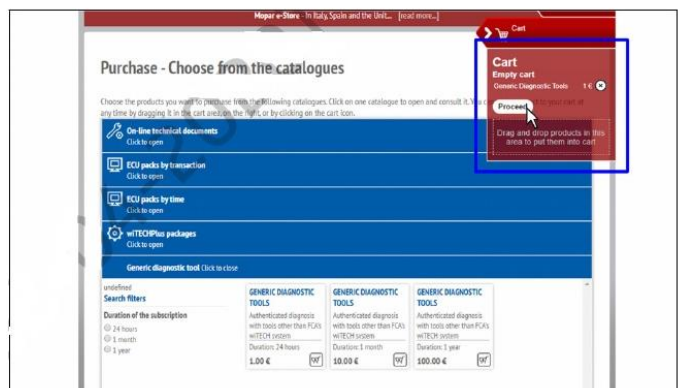 Mopar e-Store - In Italy, Spain and the Unit... [read more...]
Cart
Purchase - Choose from the catalogues
Cart
Empty cart
Generic Diagnostic Tools 1 €
Proceed
Drag and drop products in this
area to put them into cart
Choose the products you want to purchase from the following catalogues. Click on one catalogue to open and consult it. You
any time by dragging it in the cart area, on the right, or by clicking on the cart icon.
On-line technical documents
Click to open
ECU packs by transaction
Click to open
ECU packs by time
Click to open
wiTECHPlus packages
Click to open
Generic diagnostic tool Click to close
undefined
Search filters
Duration of the subscription
24 hours
1 month
1 year
GENERIC DIAGNOSTIC
TOOLS
Authenticated diagnosis
with tools other than FCA's
wiTECH system
Duration: 24 hours
1.00 €
GENERIC DIAGNOSTIC
TOOLS
Authenticated diagnosis
with tools other than FCA's
wiTECH system
Duration: 1 month
10.00 €
GENERIC DIAGNOSTIC
TOOLS
Authenticated diagnosis
with tools other than FCA's
wiTECH system
Duration: 1 year
100.00 €